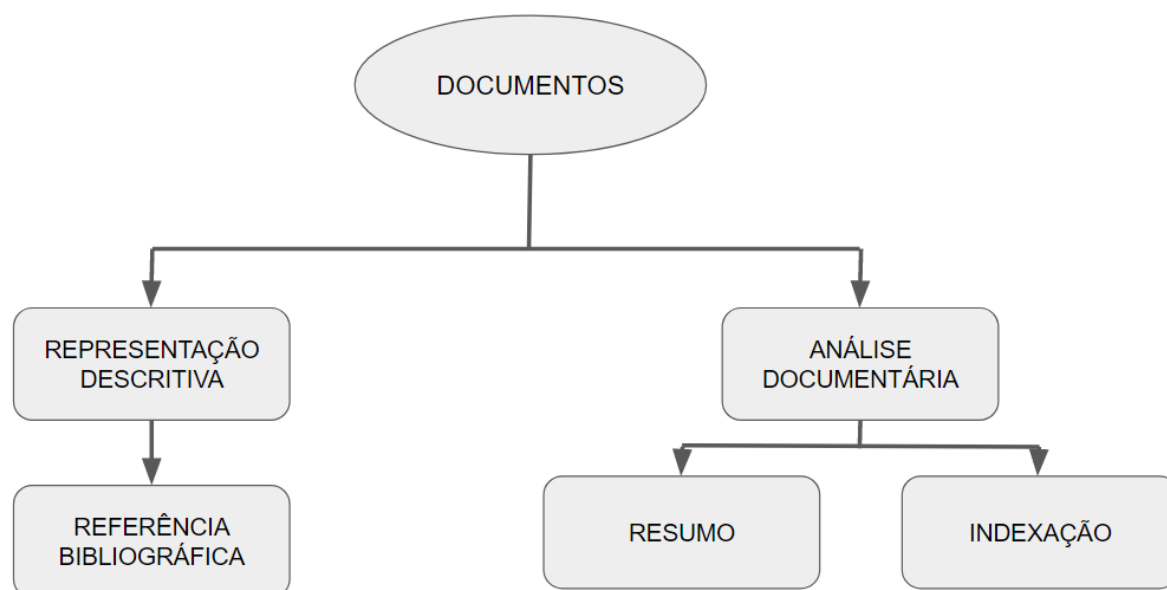 DOCUMENTOS
REPRESENTAÇÃO
DESCRITIVA
ANÁLISE
DOCUMENTÁRIA
REFERÊNCIA
BIBLIOGRÁFICA
RESUMO
INDEXAÇÃO